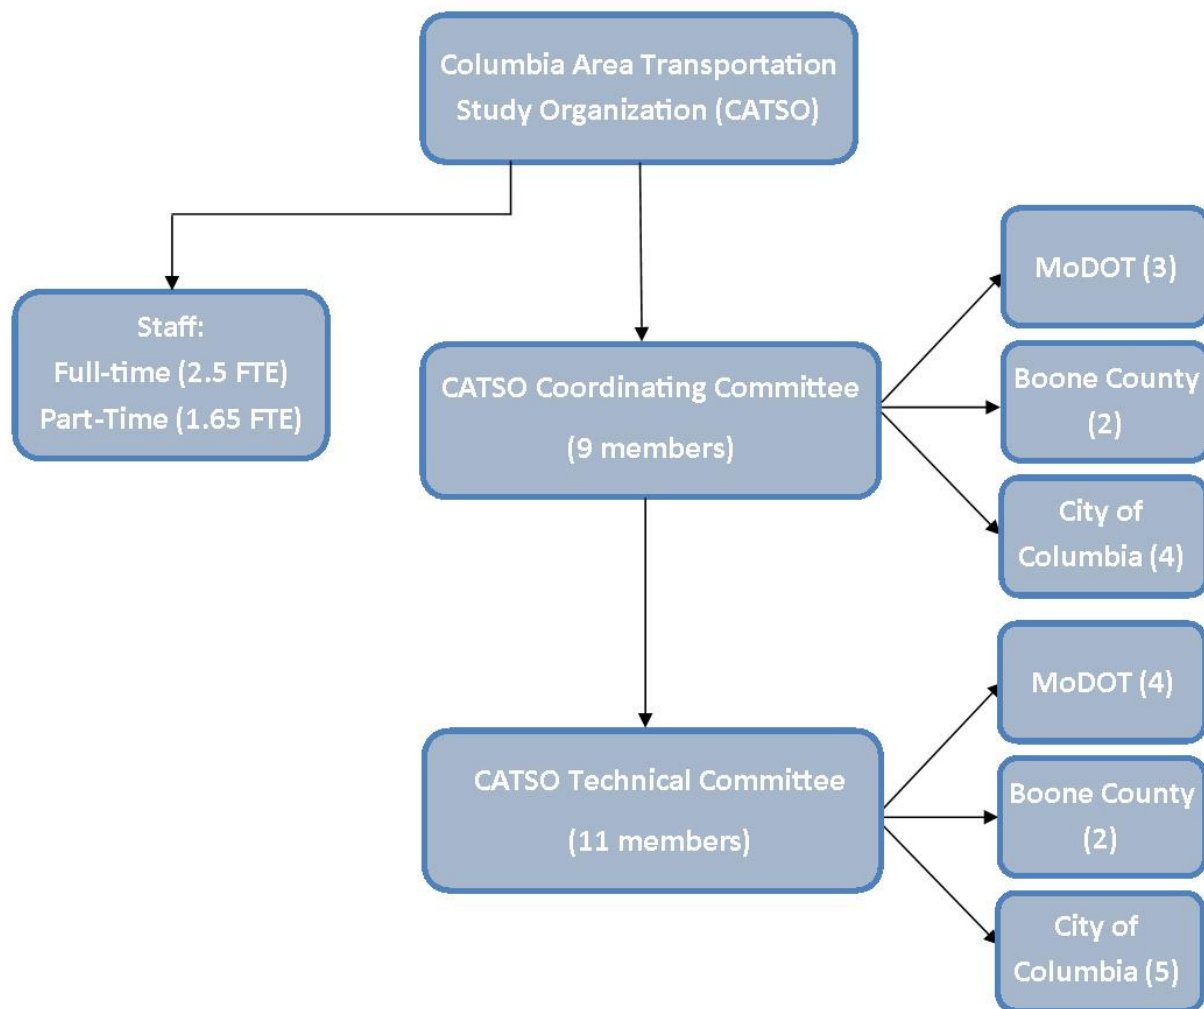 Columbia Area Transportation
Study Organization (CATSO)
Staff:
Full-time (2.5 FTE)
Part-Time (1.65 FTE)
CATSO Coordinating Committee
(9 members)
MoDOT (3)
Boone County
(2)
City of
Columbia (4)
CATSO Technical Committee
(11 members)
MoDOT (4)
Boone County
(2)
City of
Columbia (5)